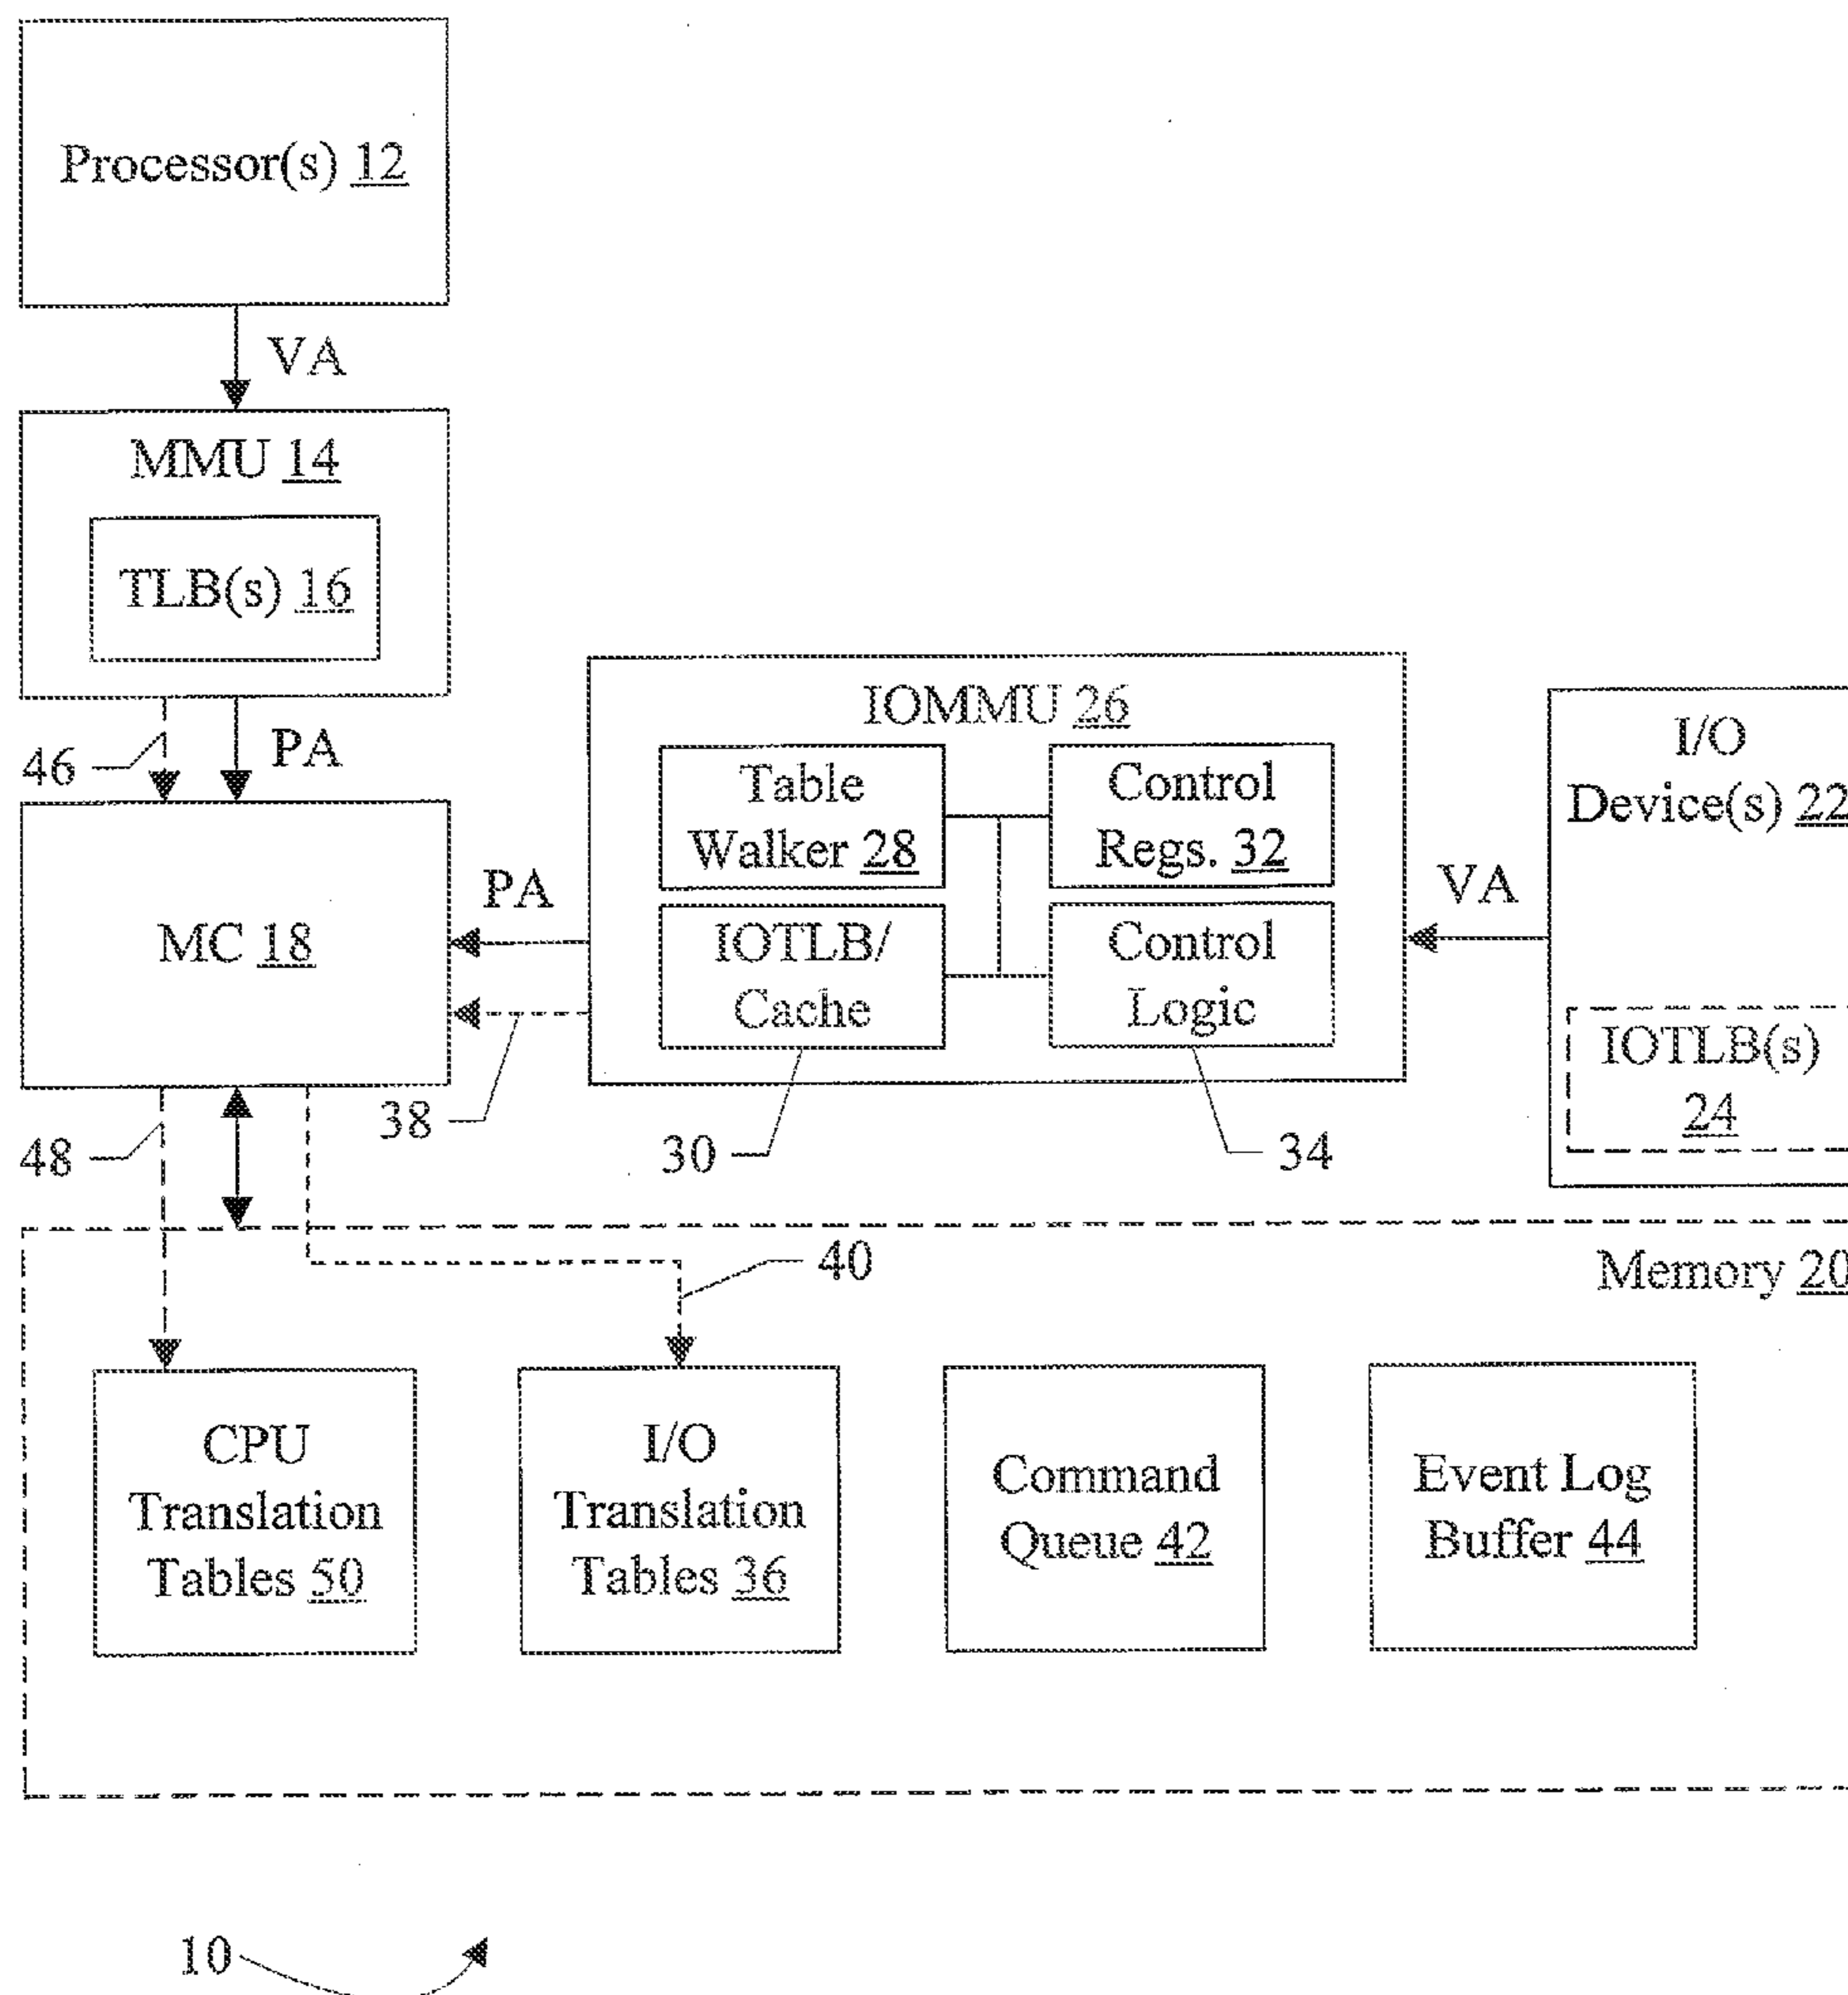 Processor(s) 12
VA
MMU 14
TLB(s) 16
46
PA
MC 18
PA
38
IOMMU 26
Table
Walker 28
Control
Regs. 32
IOTLB/
Cache
Control
Logic
30
34
VA
I/O
Device(s) 22
IOTLB(s)
24
48
40
Memory 20
CPU
Translation
Tables 50
I/O
Translation
Tables 36
Command
Queue 42
Event Log
Buffer 44
10